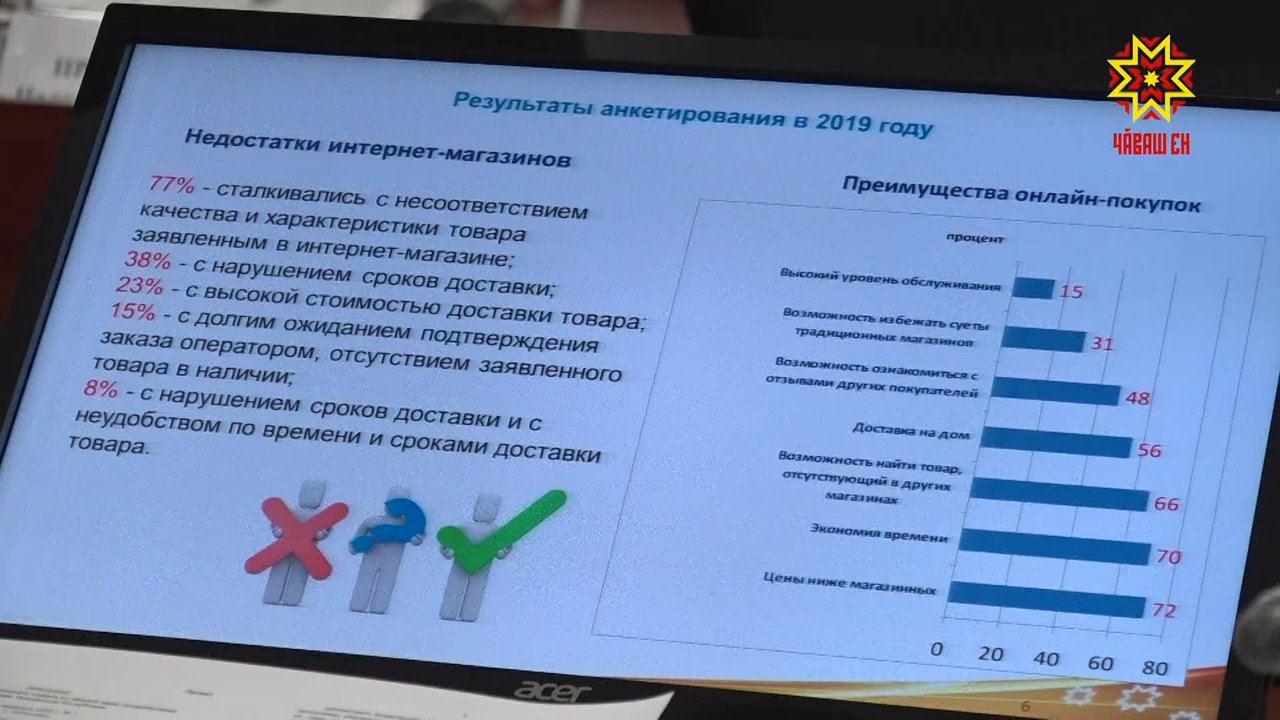 ЧӐВАШ ЕН
Результаты анкетирования в 2019 году
Недостатки интернет-магазинов
77% - сталкивались с несоответствием
качества и характеристики товара
заявленным в интернет-магазине;
38% - с нарушением сроков доставки;
23% - с высокой стоимостью доставки товара;
15% - с долгим ожиданием подтверждения
заказа оператором, отсутствием заявленного
товара в наличии;
8% - с нарушением сроков доставки и с
неудобством по времени и сроками доставки
товара.
Преимущества онлайн-покупок
процент
Высокий уровень обслуживания 15
Возможность избежать суеты
традиционных магазинов 31
Возможность ознакомиться с
отзывами других покупателей 48
Доставка на дом 56
Возможность найти товар,
отсутствующий в других
магазинах 66
Экономия времени 70
Цены ниже магазинных 72
0 20 40 60 80
6
acer